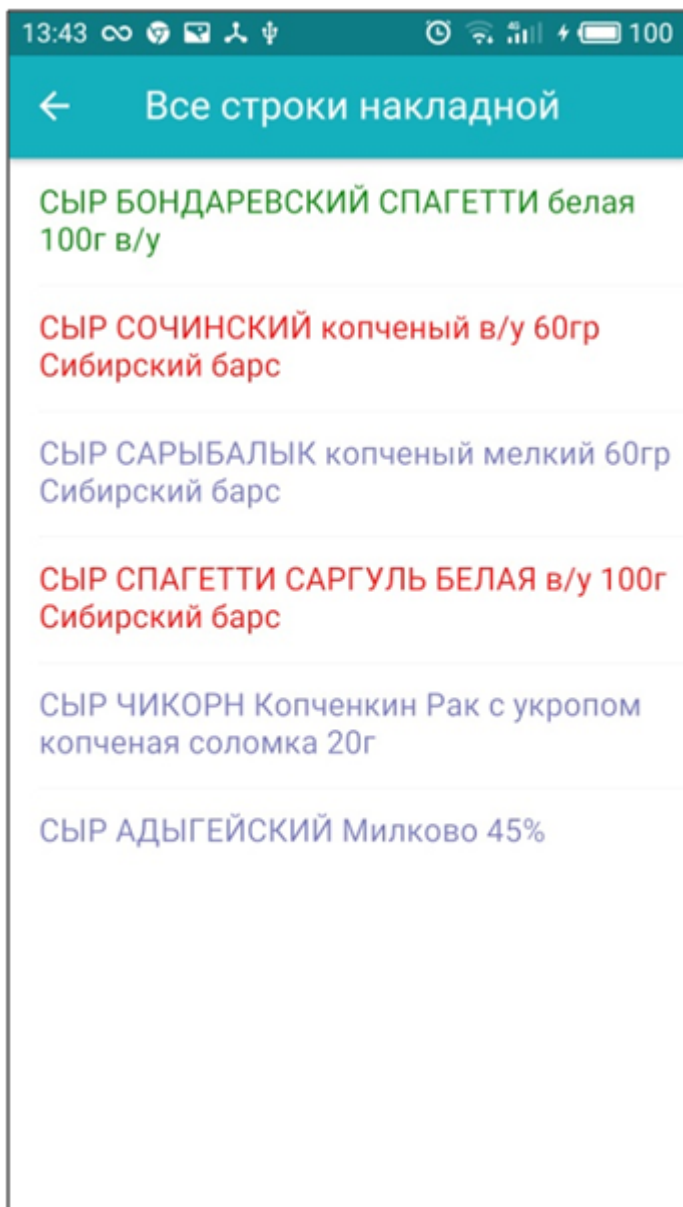 13:43
100
Все строки накладной
СЫР БОНДАРЕВСКИЙ СПАГЕТТИ белая
100г в/у
СЫР СОЧИНСКИЙ копченый в/у 60гр
Сибирский барс
СЫР САРЫБАЛЫК копченый мелкий 60гр
Сибирский барс
СЫР СПАГЕТТИ САРГУЛЬ БЕЛАЯ в/у 100г
Сибирский барс
СЫР ЧИКОРН Копченкин Рак с укропом
копченая соломка 20г
СЫР АДЫГЕЙСКИЙ Милково 45%